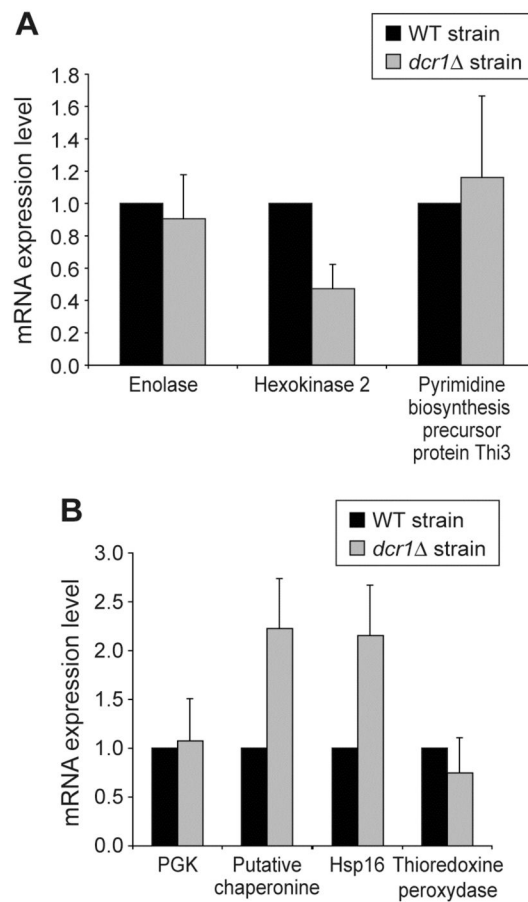 A
WT strain
dcr1Δ strain
mRNA expression level
1.8
1.6
1.4
1.2
1.0
0.8
0.6
0.4
0.2
0.0
Enolase
Hexokinase 2
Pyrimidine
biosynthesis
precursor
protein Thi3
B
WT strain
dcr1Δ strain
mRNA expression level
3.0
2.5
2.0
1.5
1.0
0.5
0.0
PGK
Putative
chaperonine
Hsp16
Thioredoxine
peroxydase